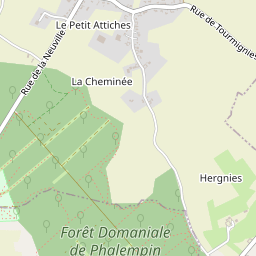 Le Petit Attiches
Rue de Tourmignies
Rue de la Neuville
La Cheminée
Hergnies
Forêt Domaniale
de Phalempin